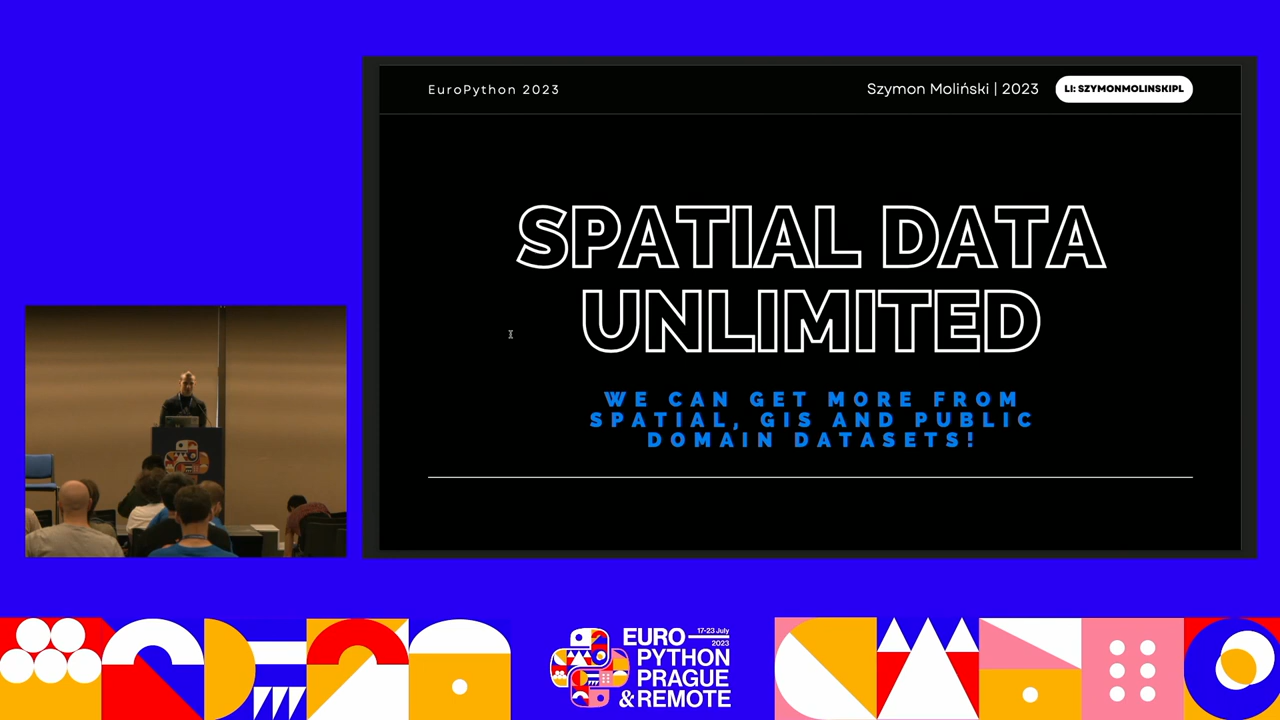 EuroPython 2023
Szymon Moliński | 2023
LI: SZYMONMOLINSKIPL
SPATIAL DATA
UNLIMITED
WE CAN GET MORE FROM
SPATIAL, GIS AND PUBLIC
DOMAIN DATASETS!
EURO 17-23 July
2023
PYTHON
PRAGUE
& REMOTE